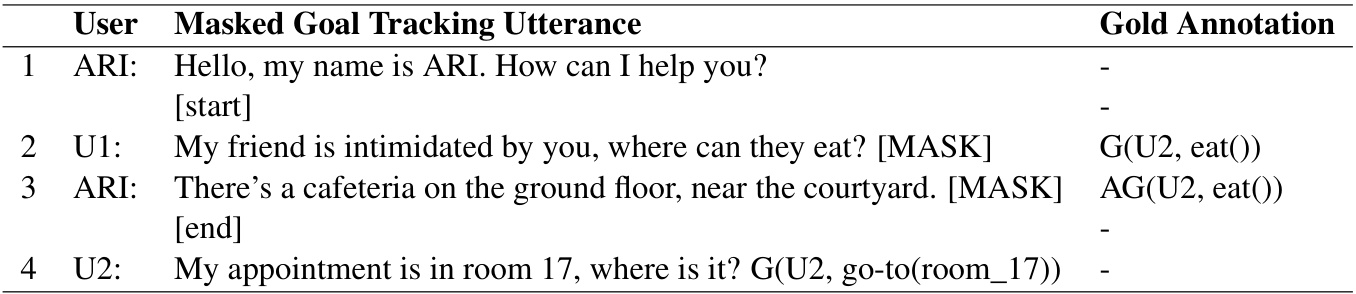 User Masked Goal Tracking Utterance Gold Annotation
1 ARI: Hello, my name is ARI. How can I help you? -
[start] -
2 U1: My friend is intimidated by you, where can they eat? [MASK] G(U2, eat())
3 ARI: There's a cafeteria on the ground floor, near the courtyard. [MASK] AG(U2, eat())
[end] -
4 U2: My appointment is in room 17, where is it? G(U2, go-to(room_17)) -